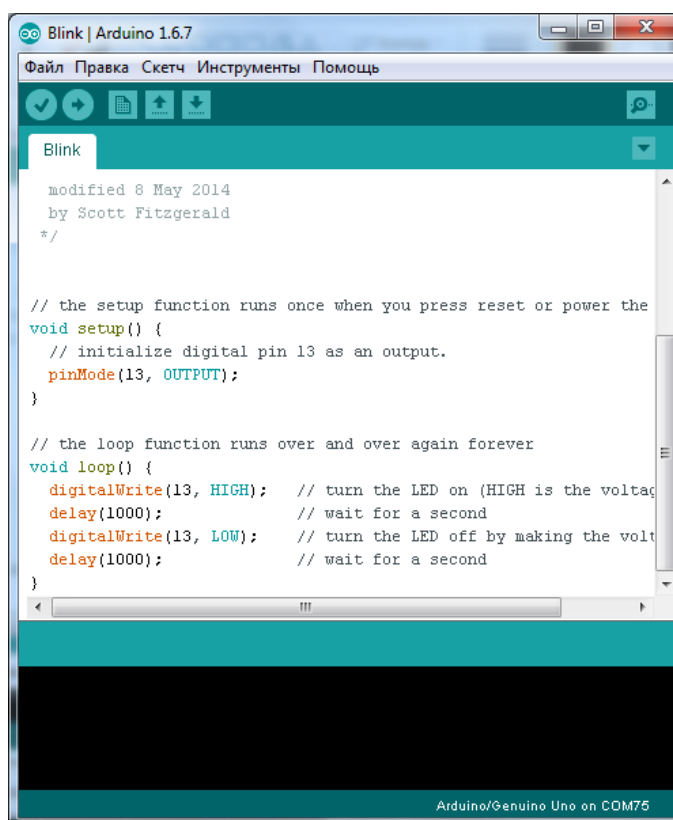 Blink | Arduino 1.6.7
Файл Правка Скетч Инструменты Помощь
Blink
modified 8 May 2014
by Scott Fitzgerald
*/
// the setup function runs once when you press reset or power the
void setup() {
// initialize digital pin 13 as an output.
pinMode(13, OUTPUT);
}
// the loop function runs over and over again forever
void loop() {
digitalWrite(13, HIGH); // turn the LED on (HIGH is the voltag
delay(1000); // wait for a second
digitalWrite(13, LOW); // turn the LED off by making the volt
delay(1000); // wait for a second
}
Arduino/Genuino Uno on COM75